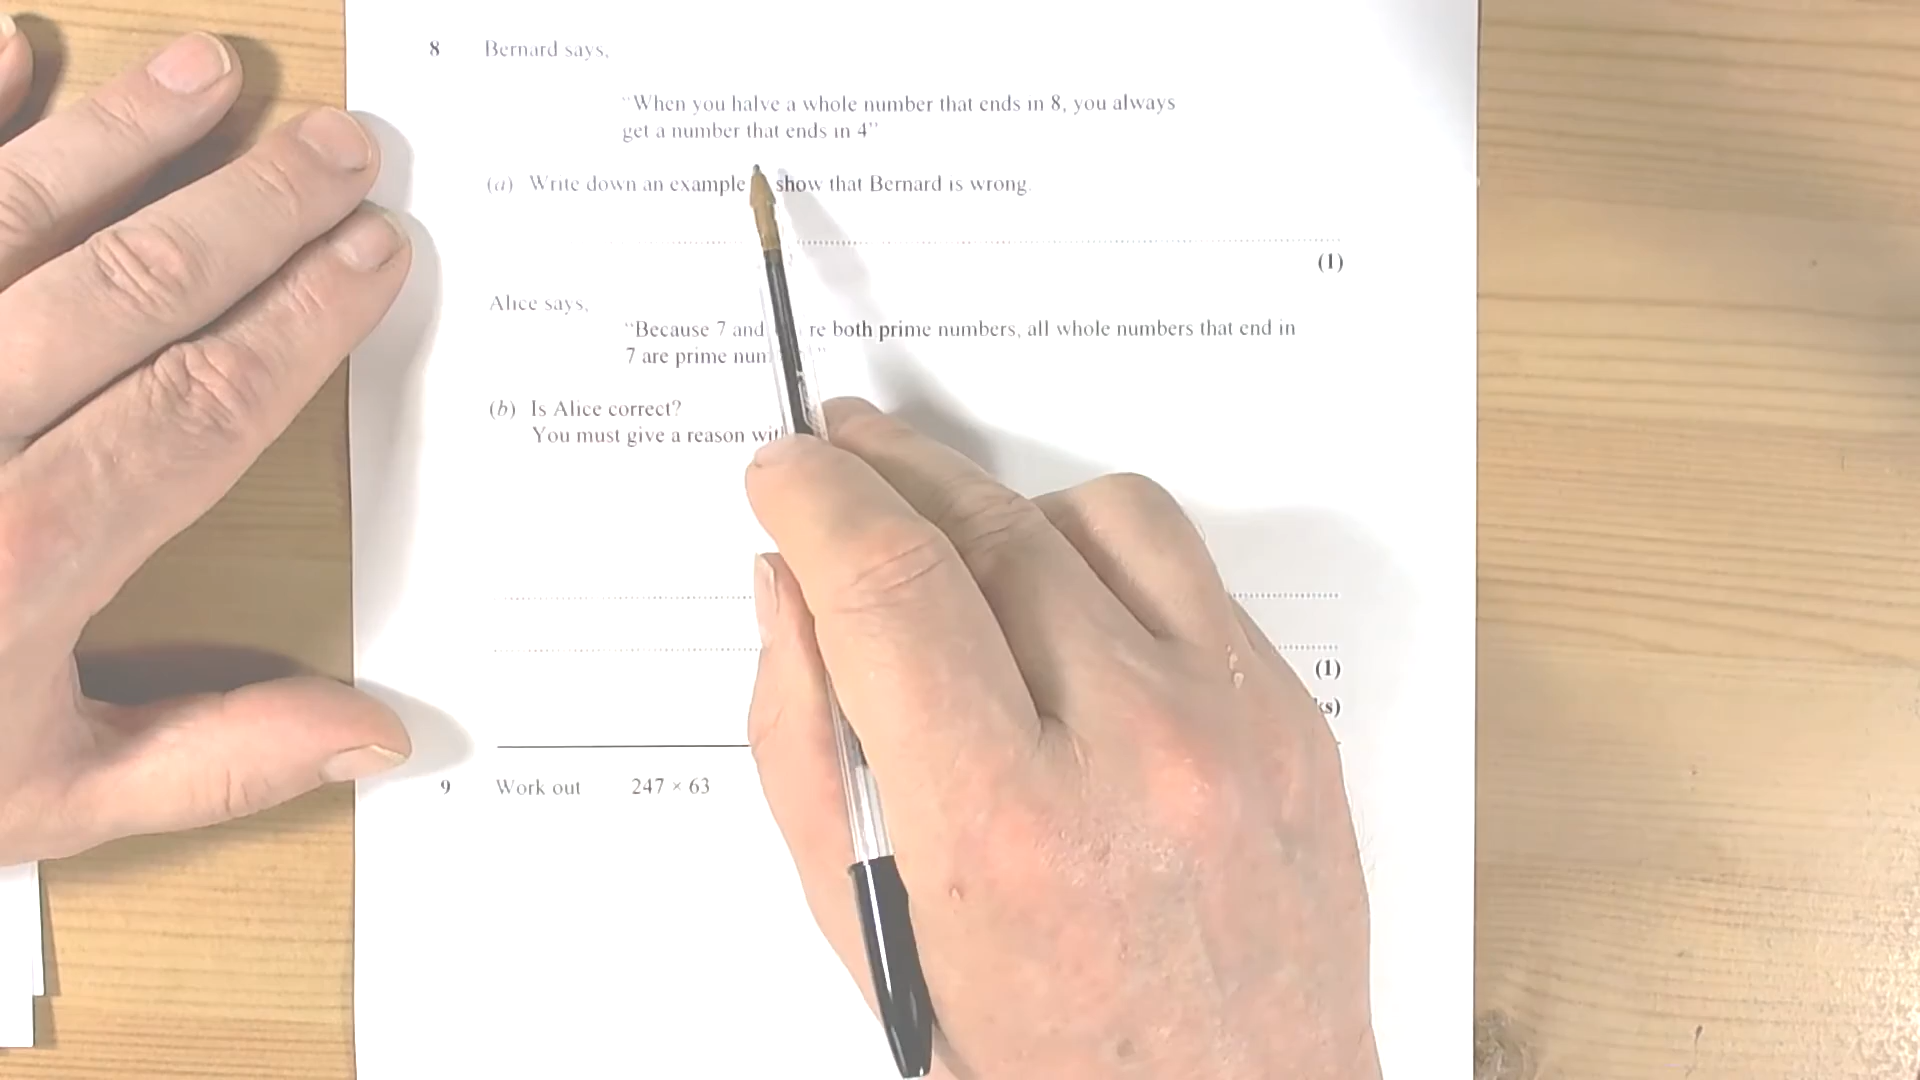 8 Bernard says,
“When you halve a whole number that ends in 8, you always
get a number that ends in 4”
(a) Write down an example show that Bernard is wrong.
(1)
Alice says,
“Because 7 and both prime numbers, all whole numbers that end in
7 are prime
(b) Is Alice correct?
You must give a reason
(1)
9 Work out 247 × 63